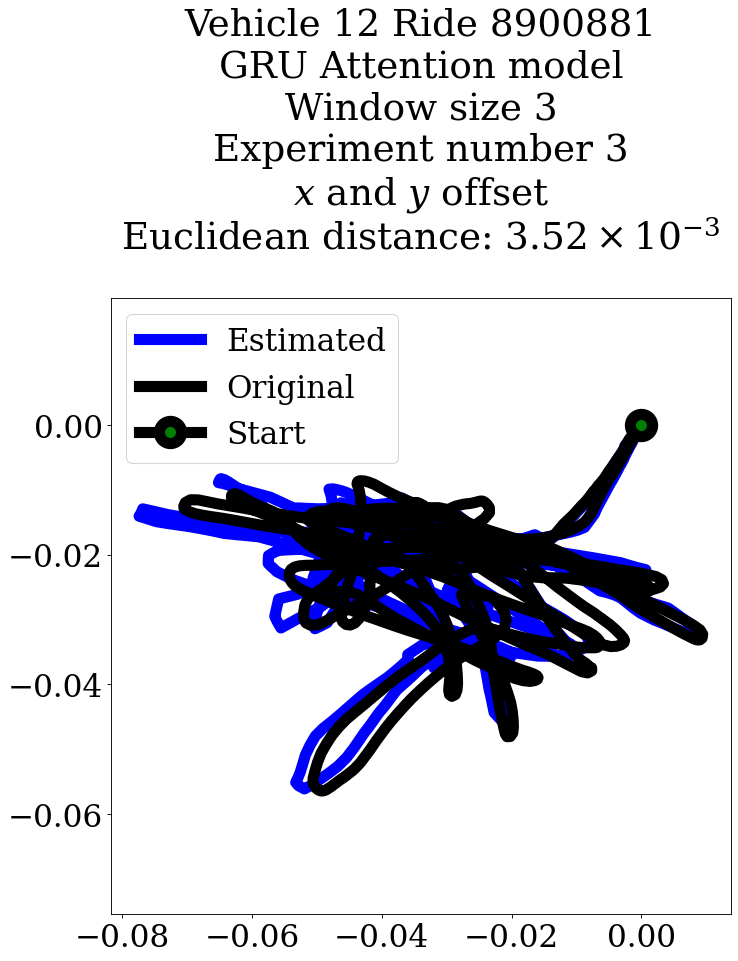 Vehicle 12 Ride 8900881
GRU Attention model
Window size 3
Experiment number 3
x and y offset
Euclidean distance: 3.52 × 10⁻³
Estimated
Original
Start
0.00
−0.02
−0.04
−0.06
−0.08 −0.06 −0.04 −0.02 0.00